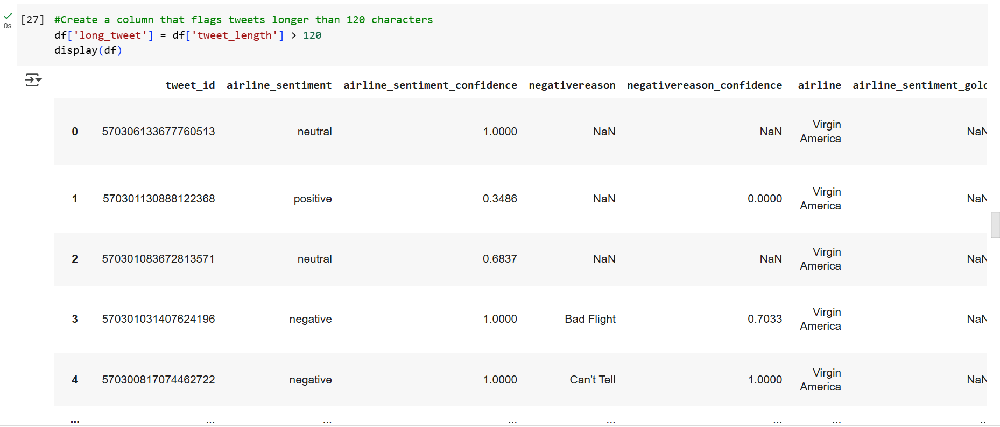 [27] #Create a column that flags tweets longer than 120 characters
0s df['long_tweet'] = df['tweet_length'] > 120
display(df)
tweet_id airline_sentiment airline_sentiment_confidence negativereason negativereason_confidence airline airline_sentiment_gold
0 570306133677760513 neutral 1.0000 NaN NaN Virgin America NaN
1 570301130888122368 positive 0.3486 NaN 0.0000 Virgin America NaN
2 570301083672813571 neutral 0.6837 NaN NaN Virgin America NaN
3 570301031407624196 negative 1.0000 Bad Flight 0.7033 Virgin America NaN
4 570300817074462722 negative 1.0000 Can't Tell 1.0000 Virgin America NaN
... ... ... ... ... ... ... ..